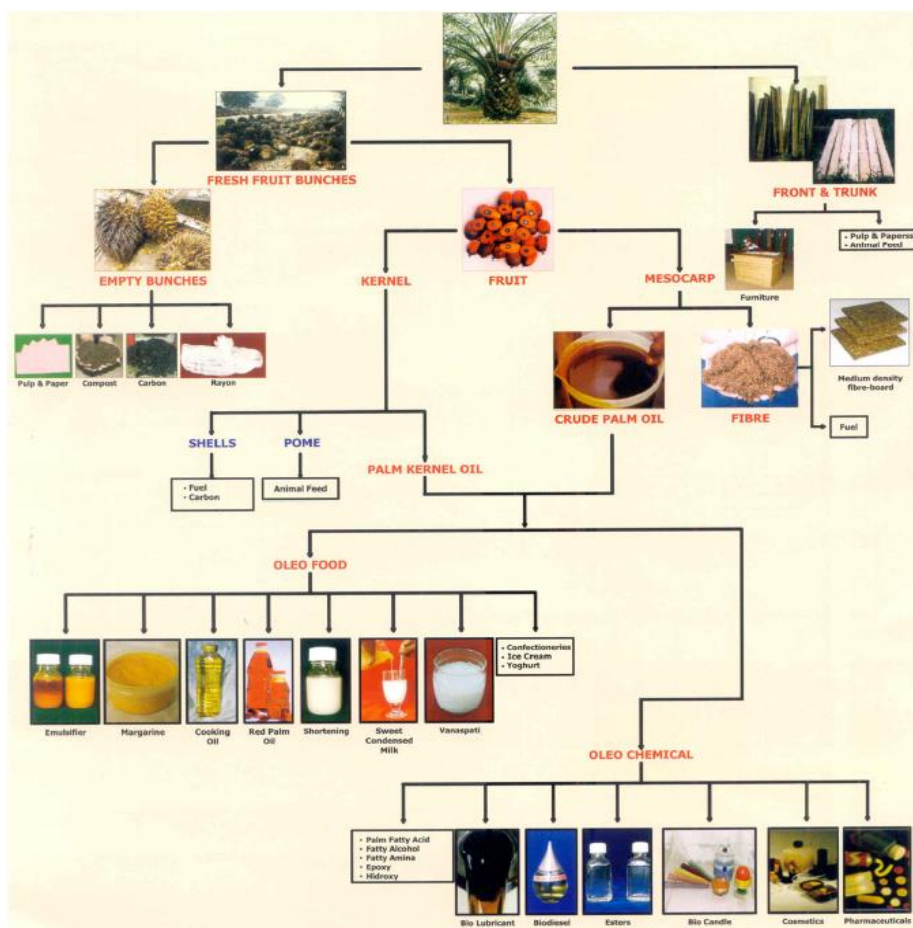 FRESH FRUIT BUNCHES
FRONT & TRUNK
• Pulp & Paperss
• Animal Feed
EMPTY BUNCHES
KERNEL
FRUIT
MESOCARP
Furniture
Pulp & Paper
Compost
Carbon
Rayon
Medium density
fibre-board
CRUDE PALM OIL
FIBRE
Fuel
SHELLS
POME
PALM KERNEL OIL
• Fuel
• Carbon
Animal Feed
OLEO FOOD
• Confectioneries
• Ice Cream
• Yoghurt
Emulsifier
Margarine
Cooking
Oil
Red Palm
Oil
Shortening
Sweet
Condensed
Milk
Vanaspati
OLEO CHEMICAL
• Palm Fatty Acid
• Fatty Alcohol
• Fatty Amina
• Epoxy
• Hidroxy
Bio Lubricant
Biodiesel
Esters
Bio Candle
Cosmetics
Pharmaceuticals